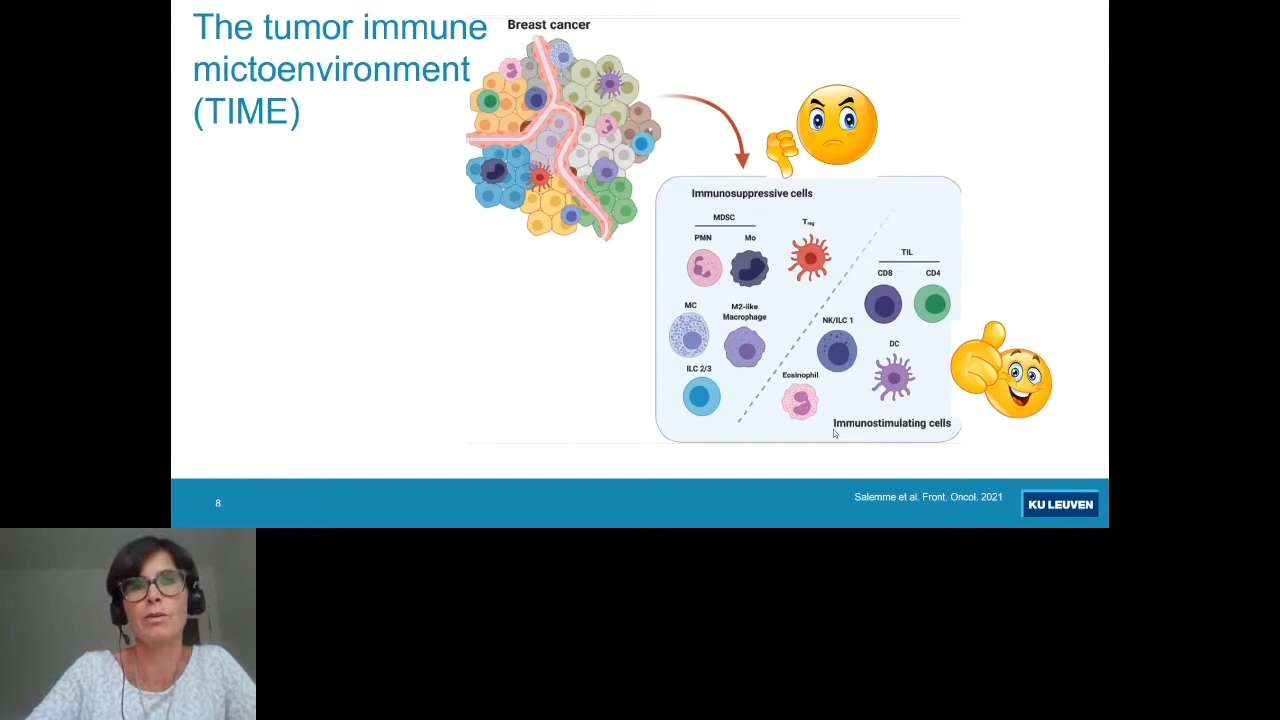 The tumor immune
mictoenvironment
(TIME)
Breast cancer
Immunosuppressive cells
MDSC
PMN
Mo
Treg
TIL
CD8
CD4
MC
M2-like
Macrophage
NK/ILC 1
DC
ILC 2/3
Eosinophil
Immunostimulating cells
8
Salemme et al. Front. Oncol. 2021
KU LEUVEN